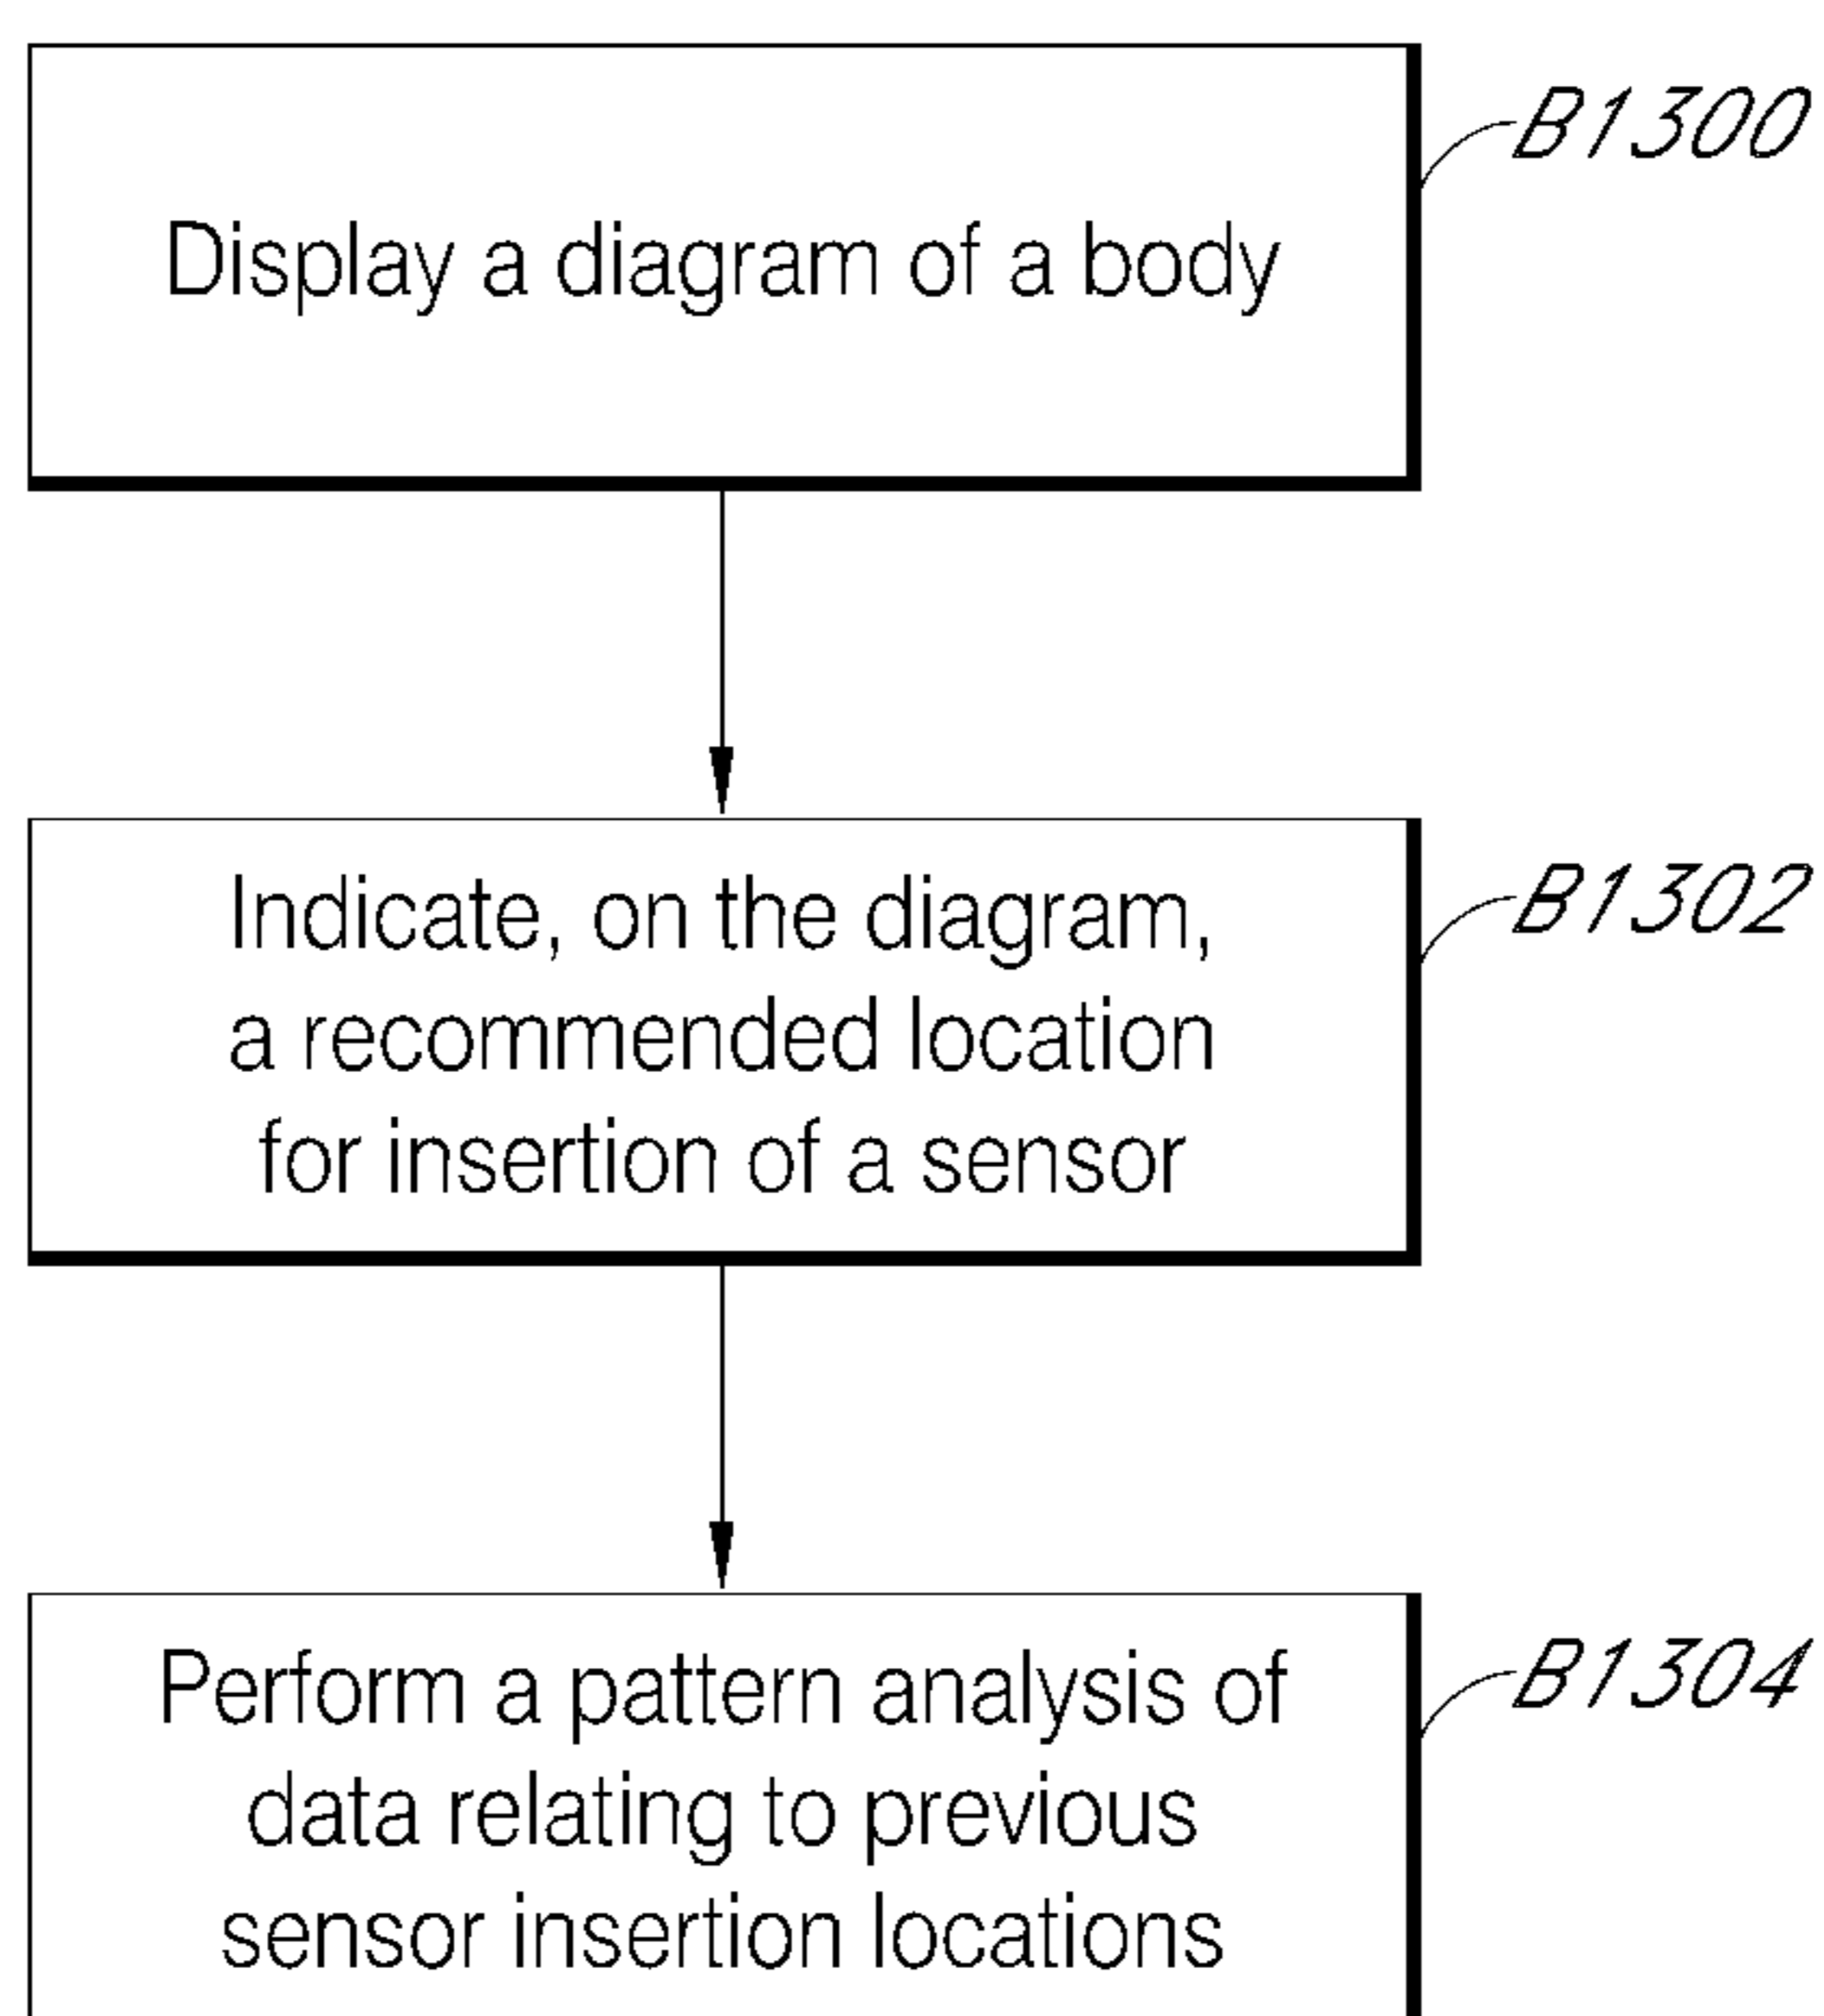 Display a diagram of a body
B1300
Indicate, on the diagram,
a recommended location
for insertion of a sensor
B1302
Perform a pattern analysis of
data relating to previous
sensor insertion locations
B1304